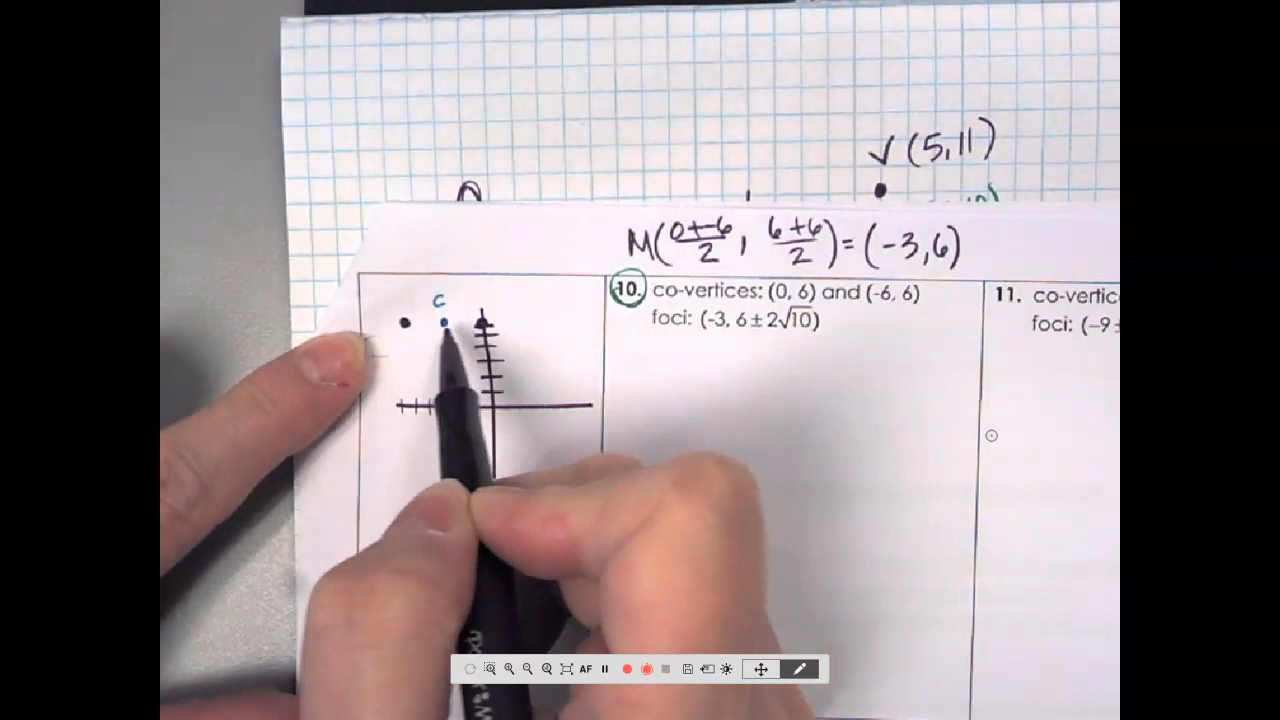 √(5,11)
M(0+-6/2, 6+6/2)=(-3,6)
C
10. co-vertices: (0, 6) and (-6, 6)
foci: (-3, 6±2√10)
11. co-vertic
foci: (-9
AF